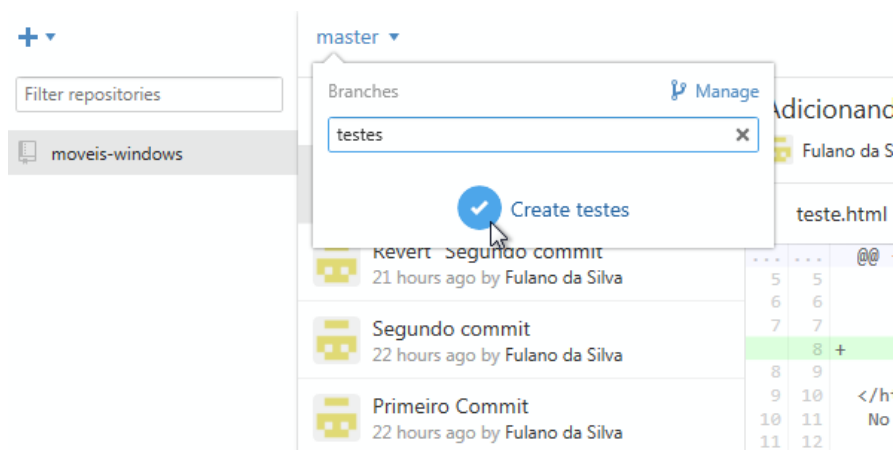 master
Filter repositories
moveis-windows
Branches
Manage
testes
Create testes
Adicionand
Fulano da S
teste.html
Revert "Segundo commit
21 hours ago by Fulano da Silva
Segundo commit
22 hours ago by Fulano da Silva
Primeiro Commit
22 hours ago by Fulano da Silva
... ... @@
5 5
6 6
7 7
8 +
8 9
9 10 </h
10 11 No
11 12